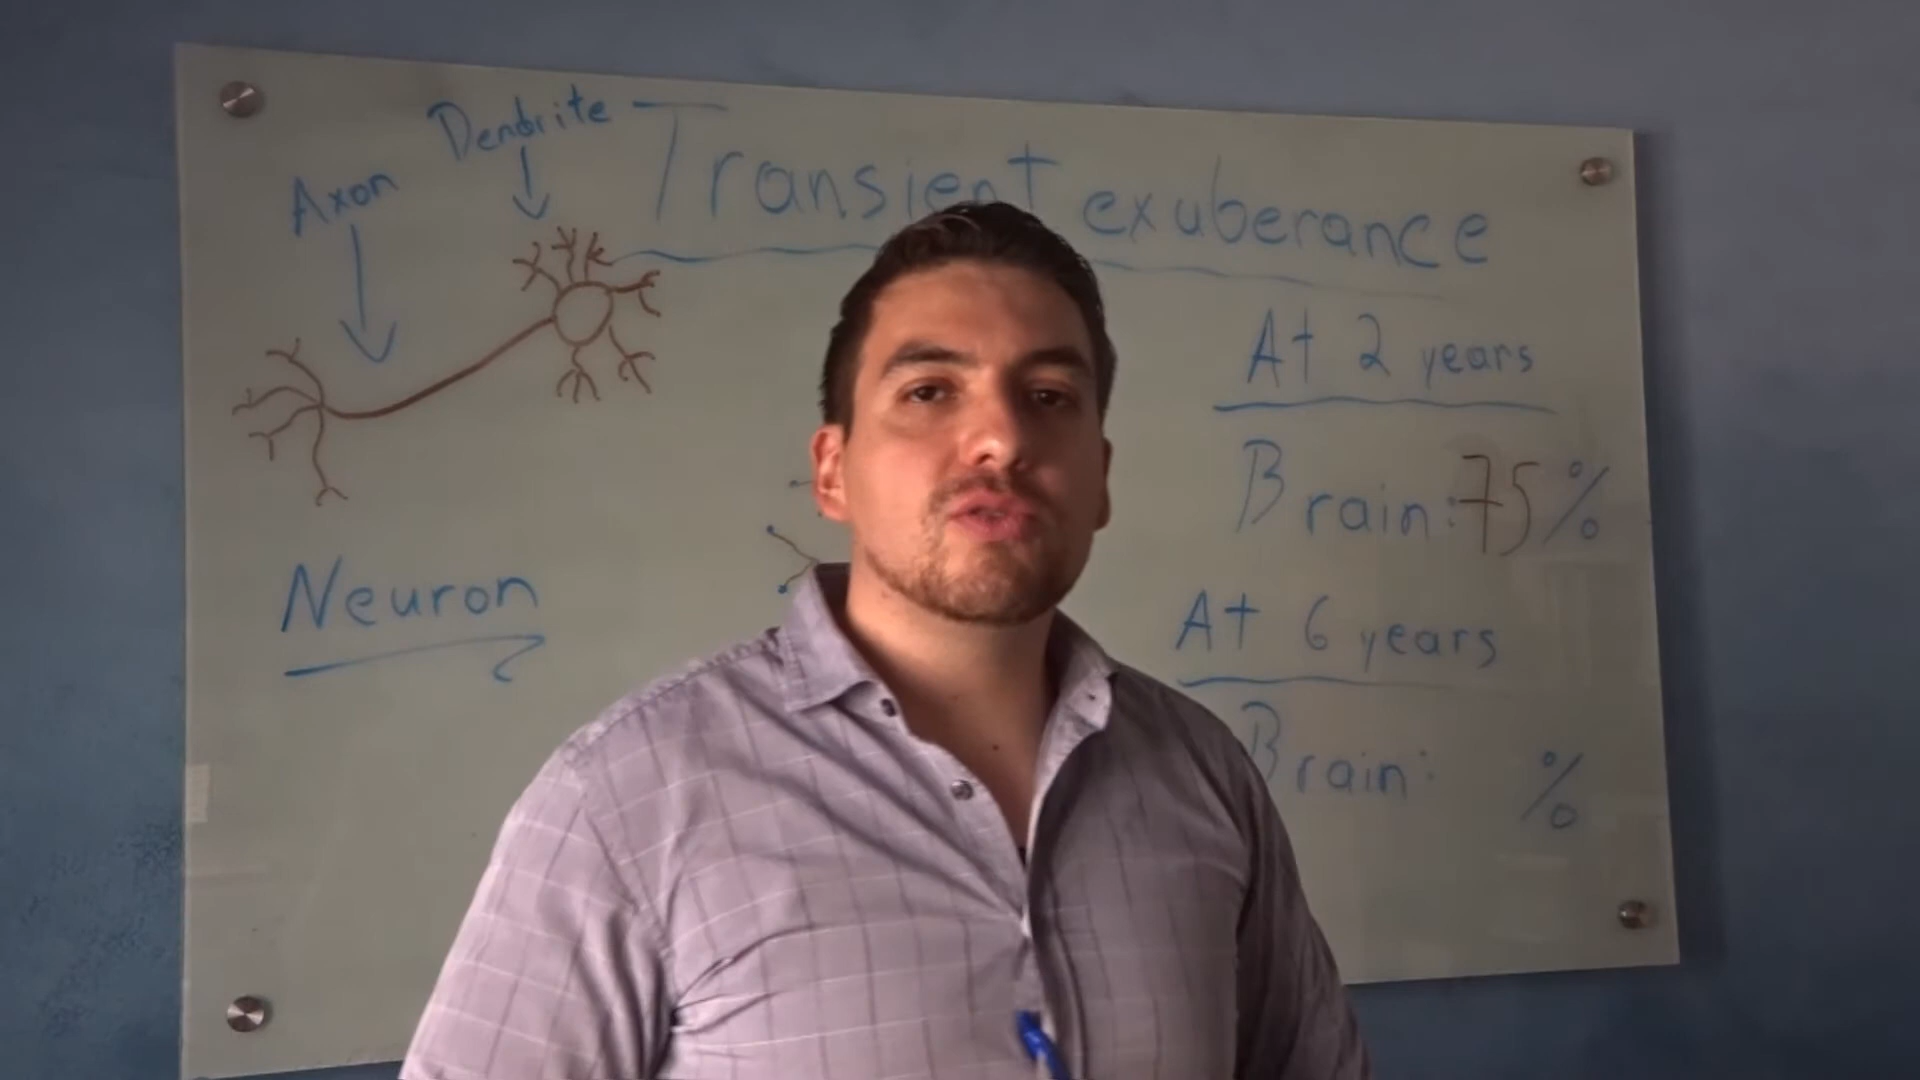 Dendrite
Axon
Transient exuberance
At 2 years
Brain: 75%
Neuron
At 6 years
Brain: %